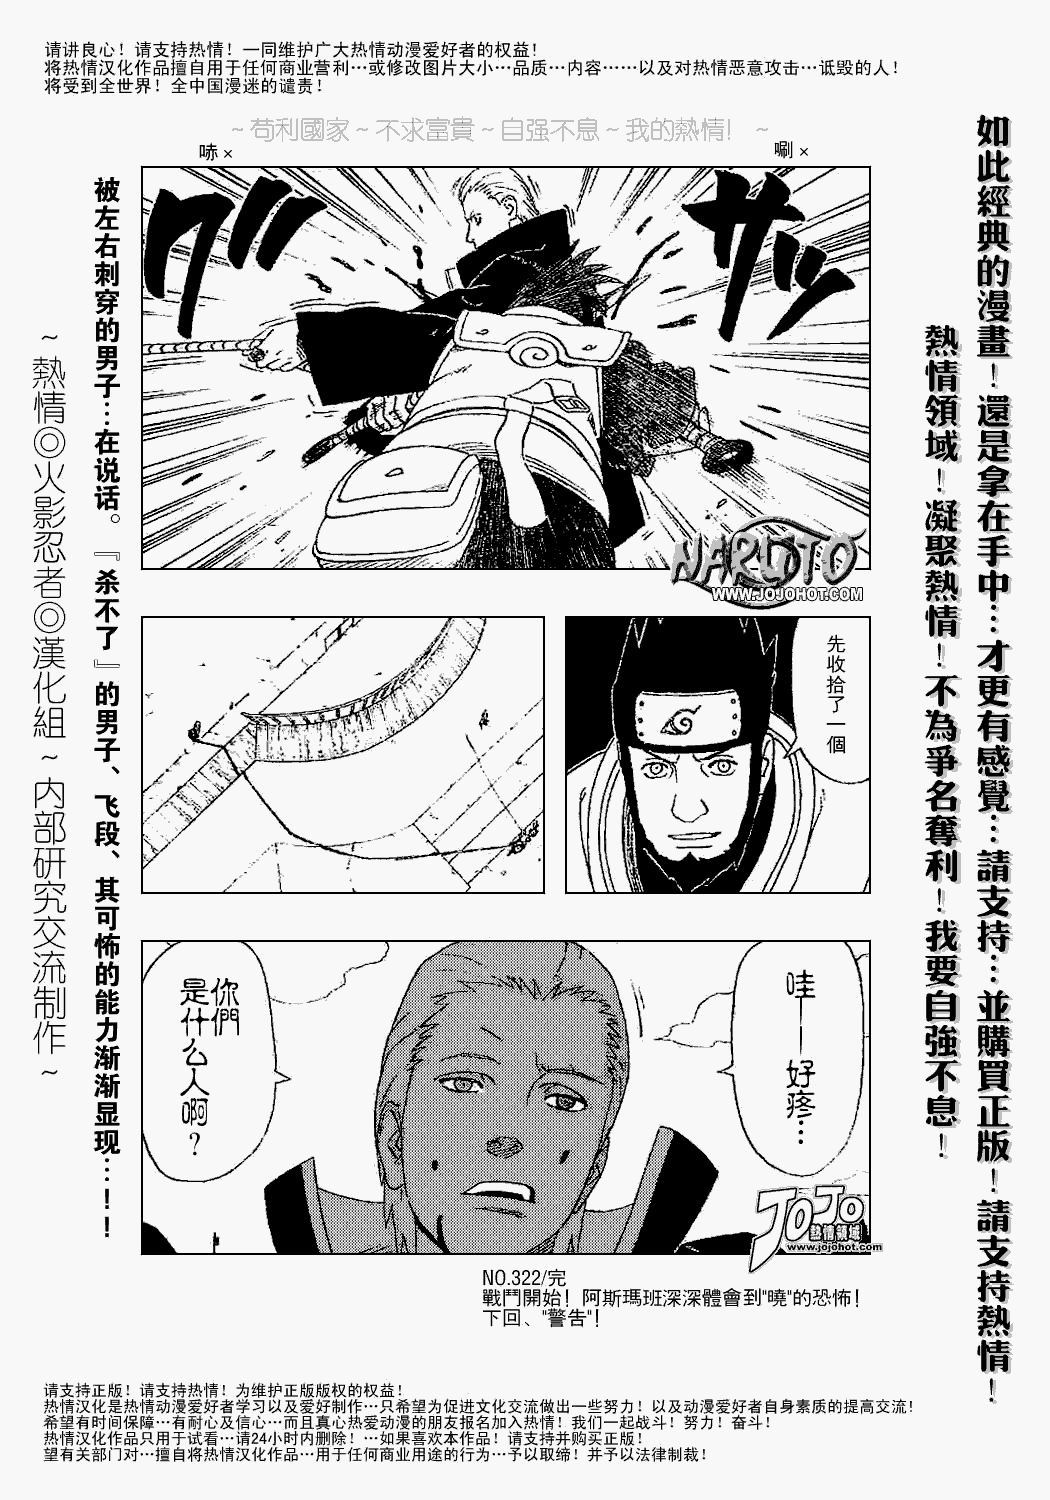 请讲良心！请支持热情！一同维护广大热情动漫爱好者的权益！
将热情汉化作品擅自用于任何商业营利…或修改图片大小…品质…内容……以及对热情恶意攻击…诋毁的人！
将受到全世界！全中国漫迷的谴责！
~苟利國家~不求富貴~自强不息~我的熱情！~
哧×
唰×
如此經典的漫畫！還是拿在手中…才更有感覺…請支持…並購買正版！請支持熱情！
熱情領域！凝聚熱情！不為爭名奪利！我要自強不息！
被左右刺穿的男子…在说话。『杀不了』的男子、飞段、其可怖的能力渐渐显现…！！
~熱情◎火影忍者◎漢化組~内部研究交流制作~
ザグッ
NARUTO
WWW.JOJOHOT.COM
先收拾了一個
哇——好疼…
你們
是什么人啊？
JOJO
熱情領域
www.jojohot.com
NO.322/完
戰鬥開始！阿斯瑪班深深體會到"曉"的恐怖！
下回、"警告"！
请支持正版！请支持热情！为维护正版版权的权益！
热情汉化是热情动漫爱好者学习以及爱好制作…只希望为促进文化交流做出一些努力！以及动漫爱好者自身素质的提高交流！
希望有时间保障…有耐心及信心…而且真心热爱动漫的朋友报名加入热情！我们一起战斗！努力！奋斗！
热情汉化作品只用于试看…请24小时内删除！…如果喜欢本作品！请支持并购买正版！
望有关部门对…擅自将热情汉化作品…用于任何商业用途的行为…予以取缔！并予以法律制裁！